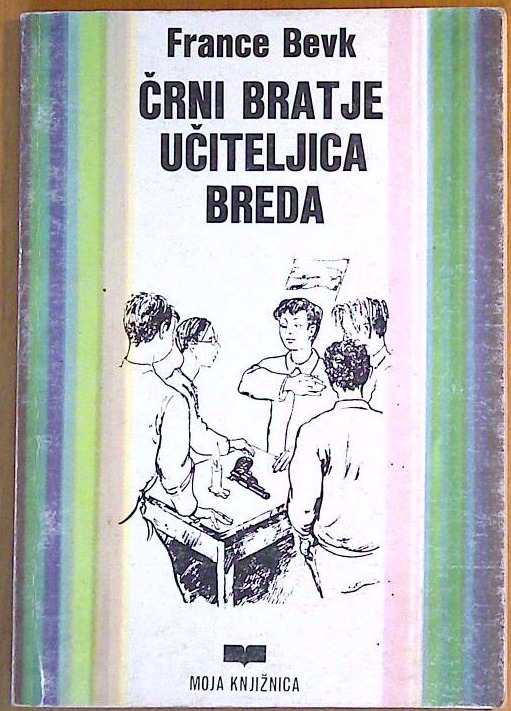 France Bevk
ČRNI BRATJE
UČITELJICA
BREDA
MOJA KNJIŽNICA